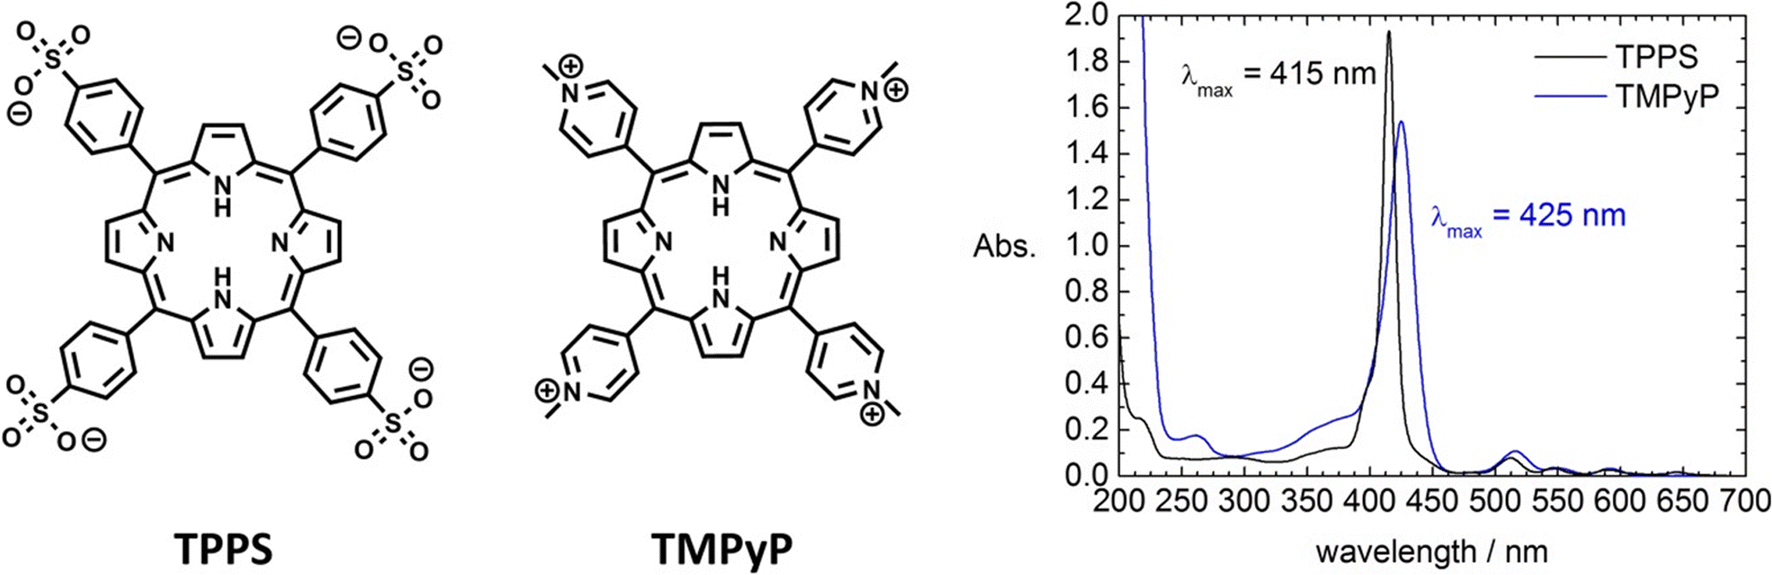 O O
S
O
⊖
⊖ O O
S
O
N
H
N N
H
N
O
S
O O ⊖
⊖
O
S
O O
TPPS
⊕
N
N ⊕
N
H
N N
H
N
⊕ N
N
⊕
TMPyP
2.0
1.8
1.6
1.4
1.2
1.0
0.8
0.6
0.4
0.2
0.0
Abs.
λmax = 415 nm
TPPS
TMPyP
λmax = 425 nm
200 250 300 350 400 450 500 550 600 650 700
wavelength / nm